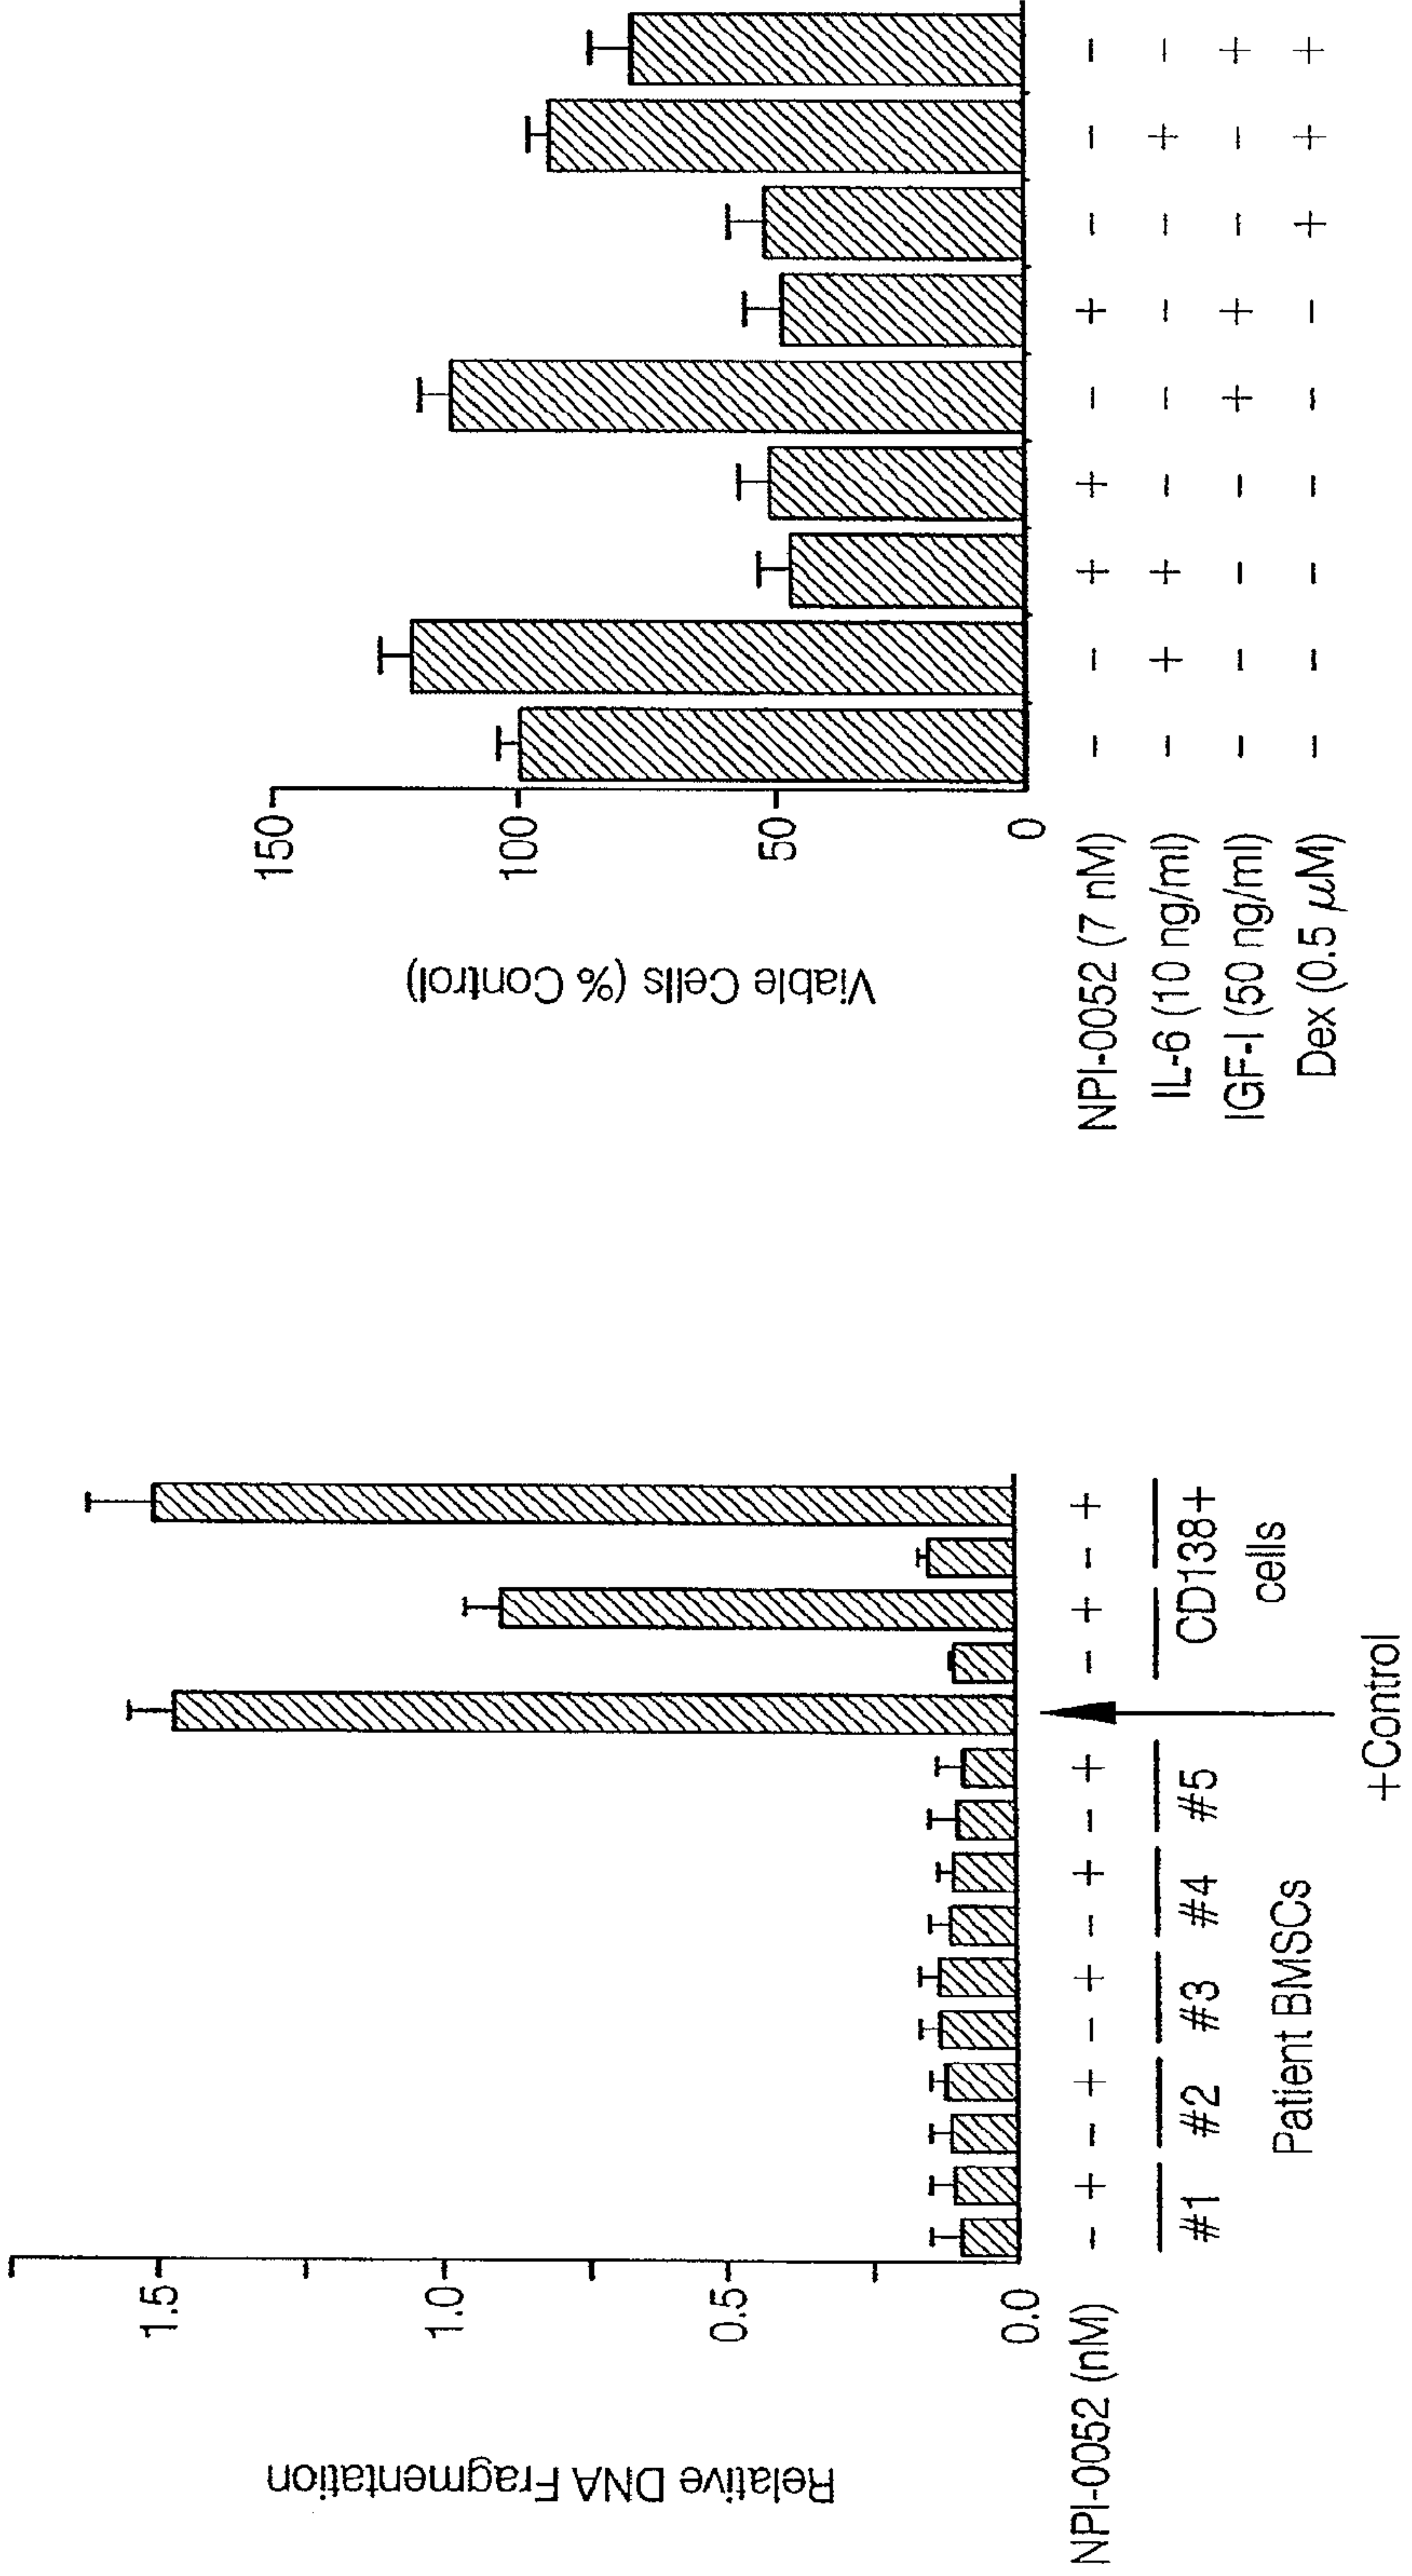 Relative DNA Fragmentation
1.5
1.0
0.5
0.0
NPI-0052 (nM) - + - + - + - + - + - + - +
#1 #2 #3 #4 #5 CD138+
cells
Patient BMSCs
+Control
Viable Cells (% Control)
150
100
50
0
NPI-0052 (7 nM) - - + + - + - - -
IL-6 (10 ng/ml) - + + - - - - + -
IGF-I (50 ng/ml) - - - - + + - - +
Dex (0.5 μM) - - - - - - + + +